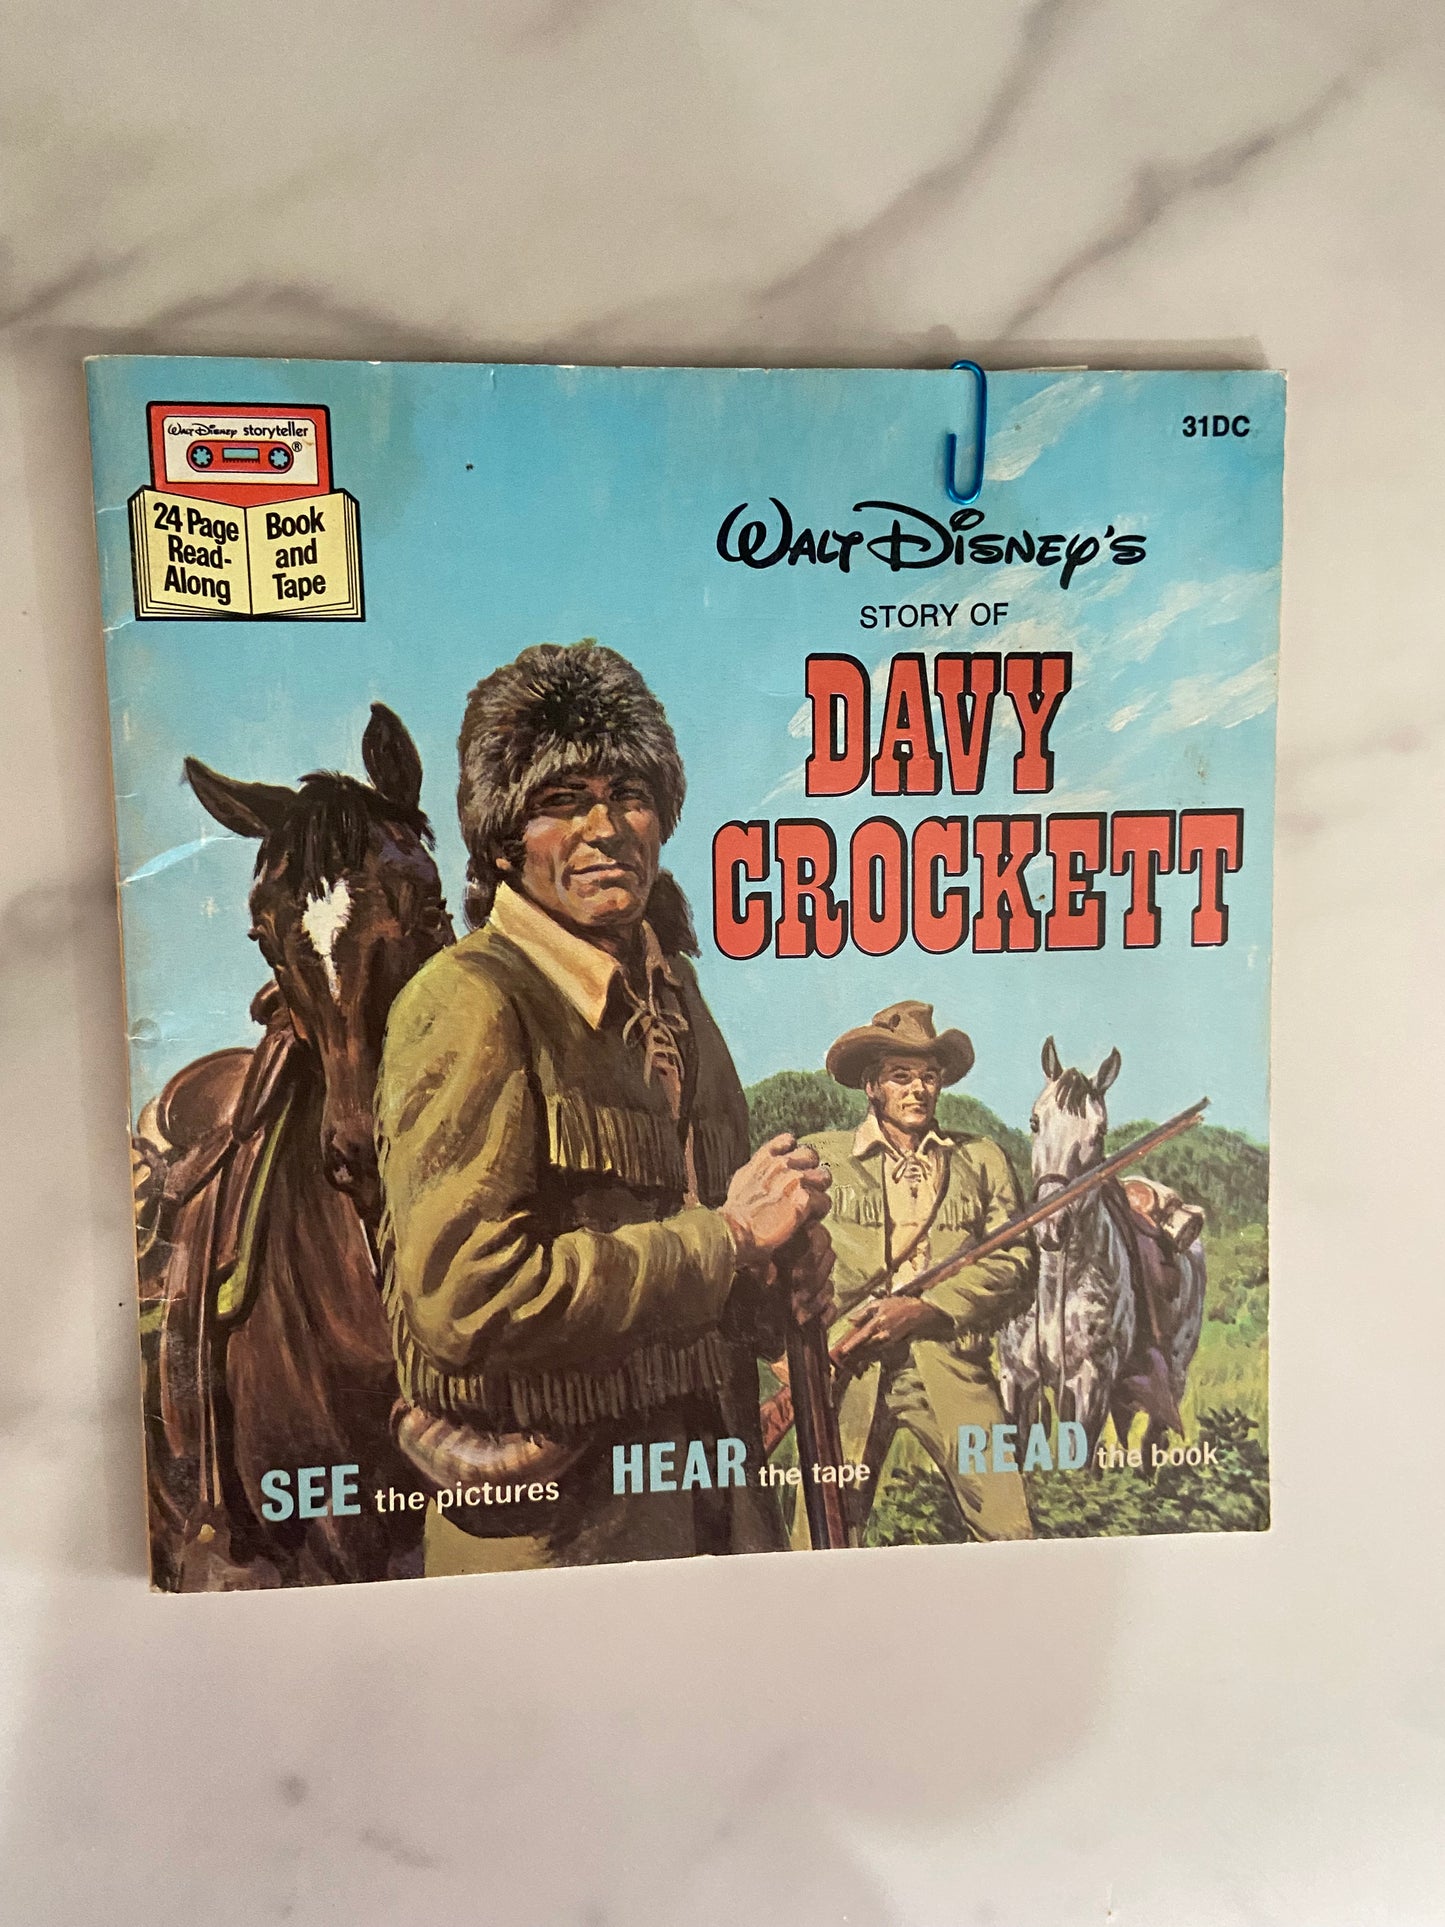 31DC
Walt Disney storyteller ®
24 Page
Read-
Along
Book
and
Tape
Walt Disney's
STORY OF
DAVY
CROCKETT
SEE the pictures
HEAR the tape
READ the book